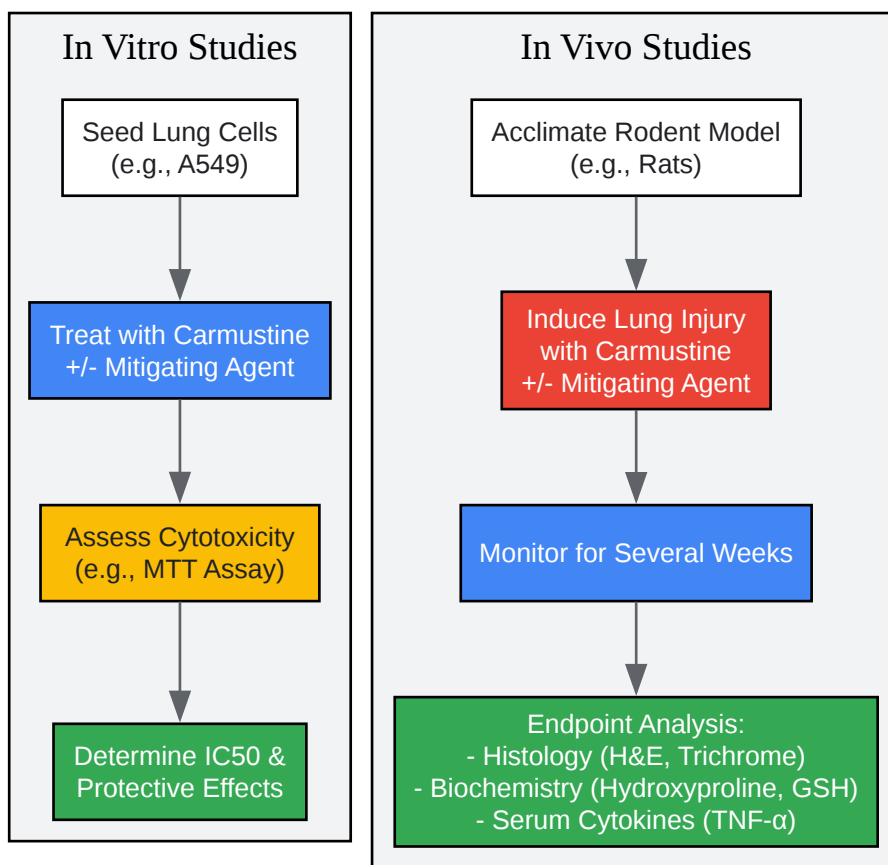 In Vitro Studies
Seed Lung Cells
(e.g., A549)
Treat with Carmustine
+/- Mitigating Agent
Assess Cytotoxicity
(e.g., MTT Assay)
Determine IC50 &
Protective Effects
In Vivo Studies
Acclimate Rodent Model
(e.g., Rats)
Induce Lung Injury
with Carmustine
+/- Mitigating Agent
Monitor for Several Weeks
Endpoint Analysis:
- Histology (H&E, Trichrome)
- Biochemistry (Hydroxyproline, GSH)
- Serum Cytokines (TNF-α)